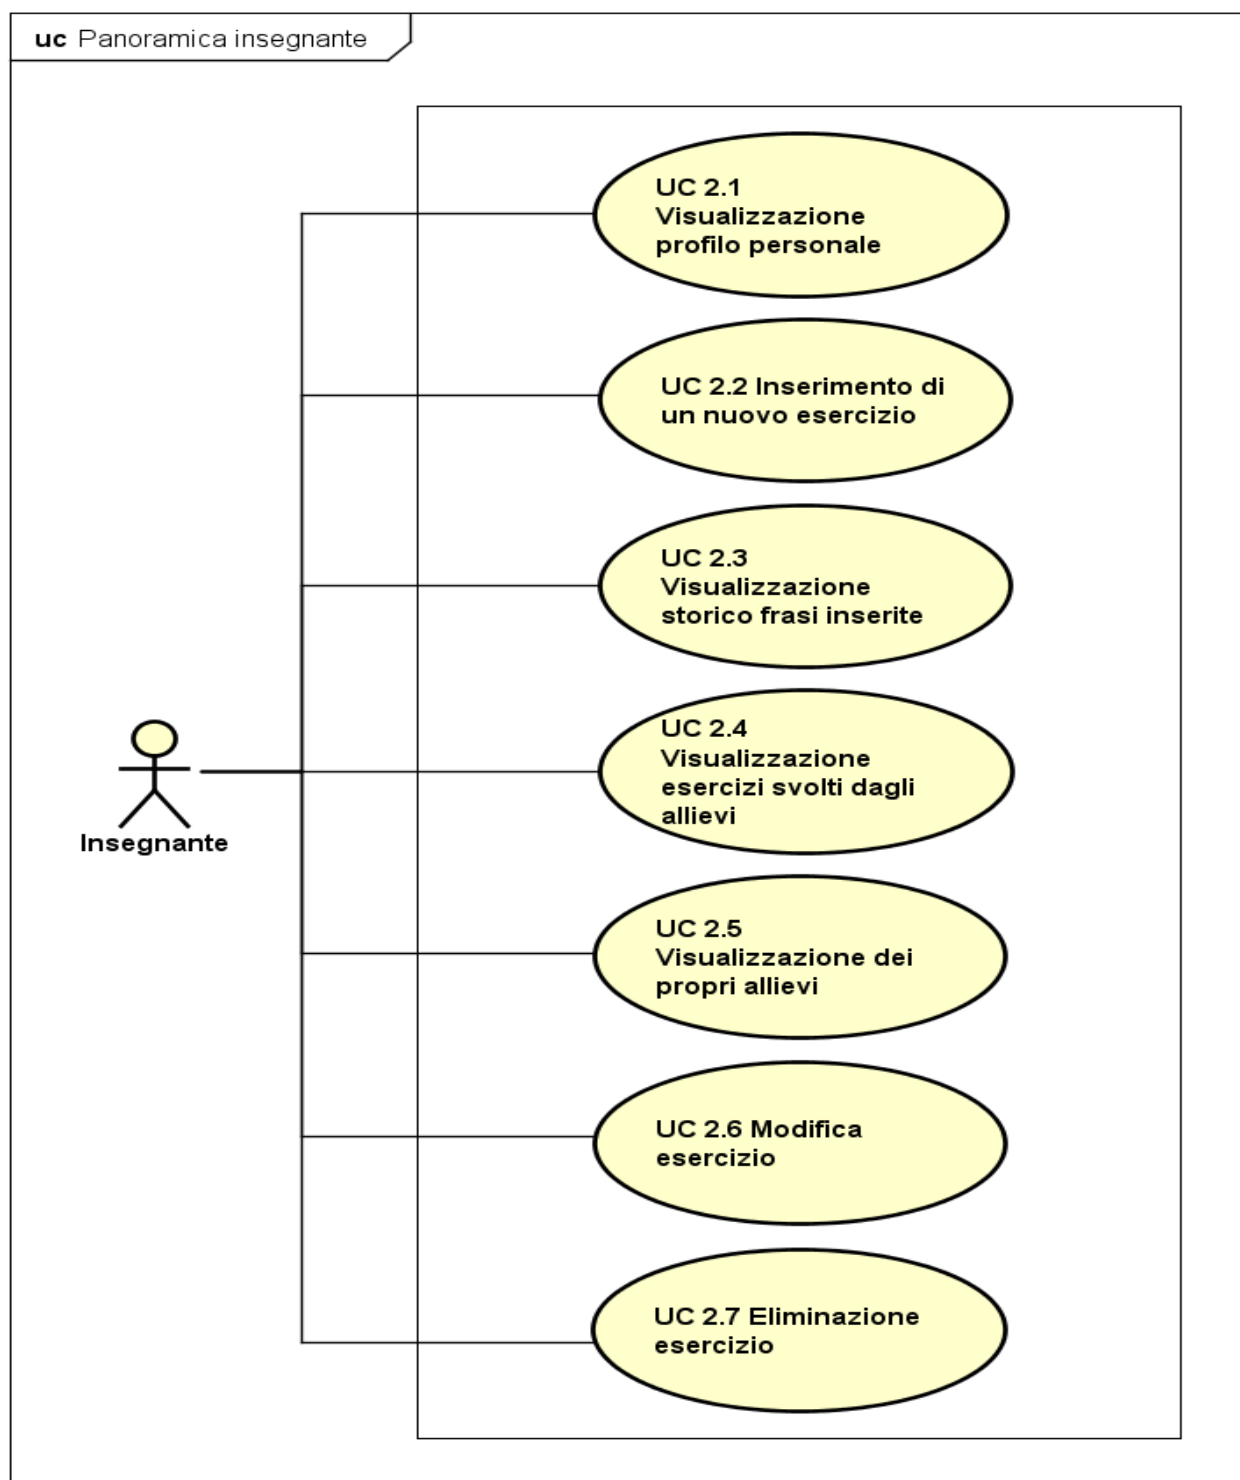 uc Panoramica insegnante
UC 2.1
Visualizzazione
profilo personale
UC 2.2 Inserimento di
un nuovo esercizio
UC 2.3
Visualizzazione
storico frasi inserite
UC 2.4
Visualizzazione
esercizi svolti dagli
allievi
Insegnante
UC 2.5
Visualizzazione dei
propri allievi
UC 2.6 Modifica
esercizio
UC 2.7 Eliminazione
esercizio